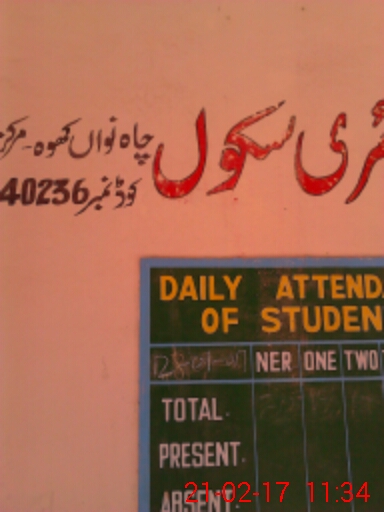 ئمری سکول چاہ نواں کھوہ ۔ مرکز
کوڈ نمبر 40236
DAILY ATTEND
OF STUDEN
NER ONE TWO
TOTAL.
PRESENT.
ABSENT.
21-02-17 11:34